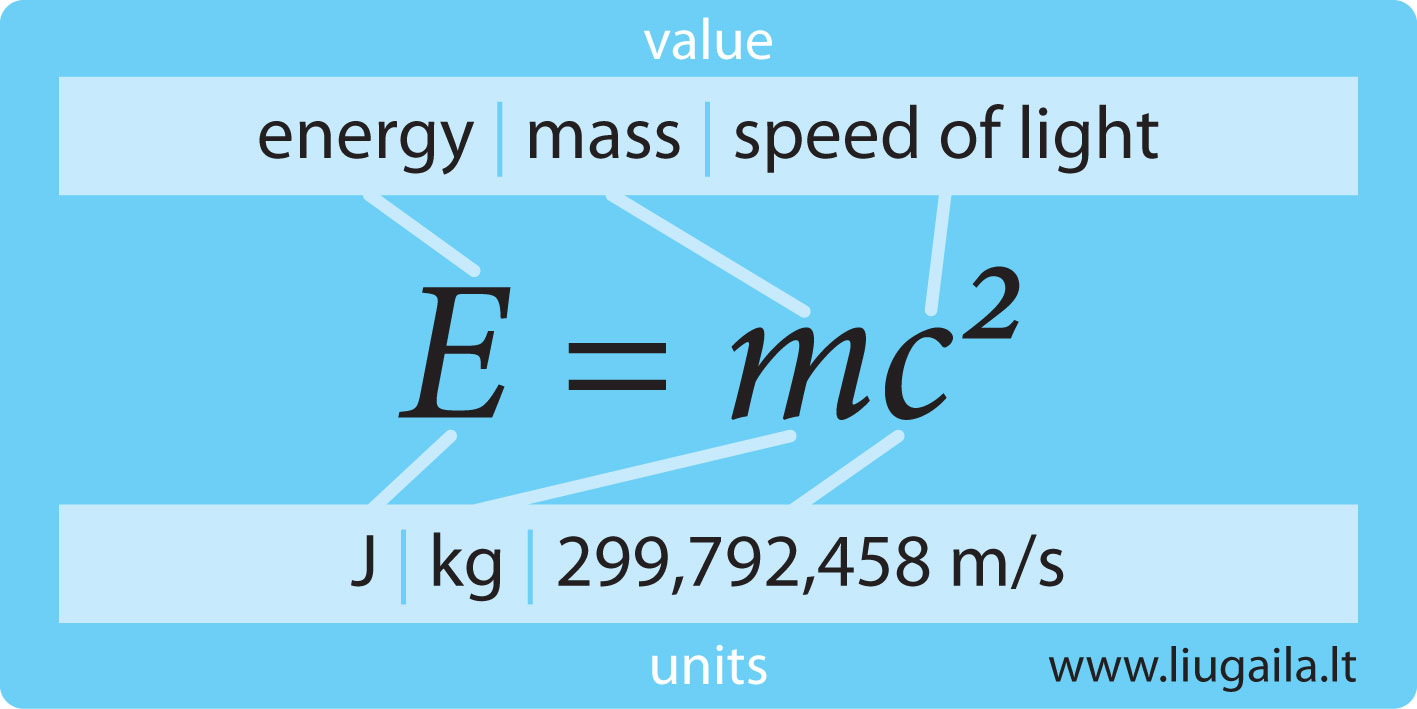 value
energy | mass | speed of light
E = mc²
J | kg | 299,792,458 m/s
units
www.liugaila.lt